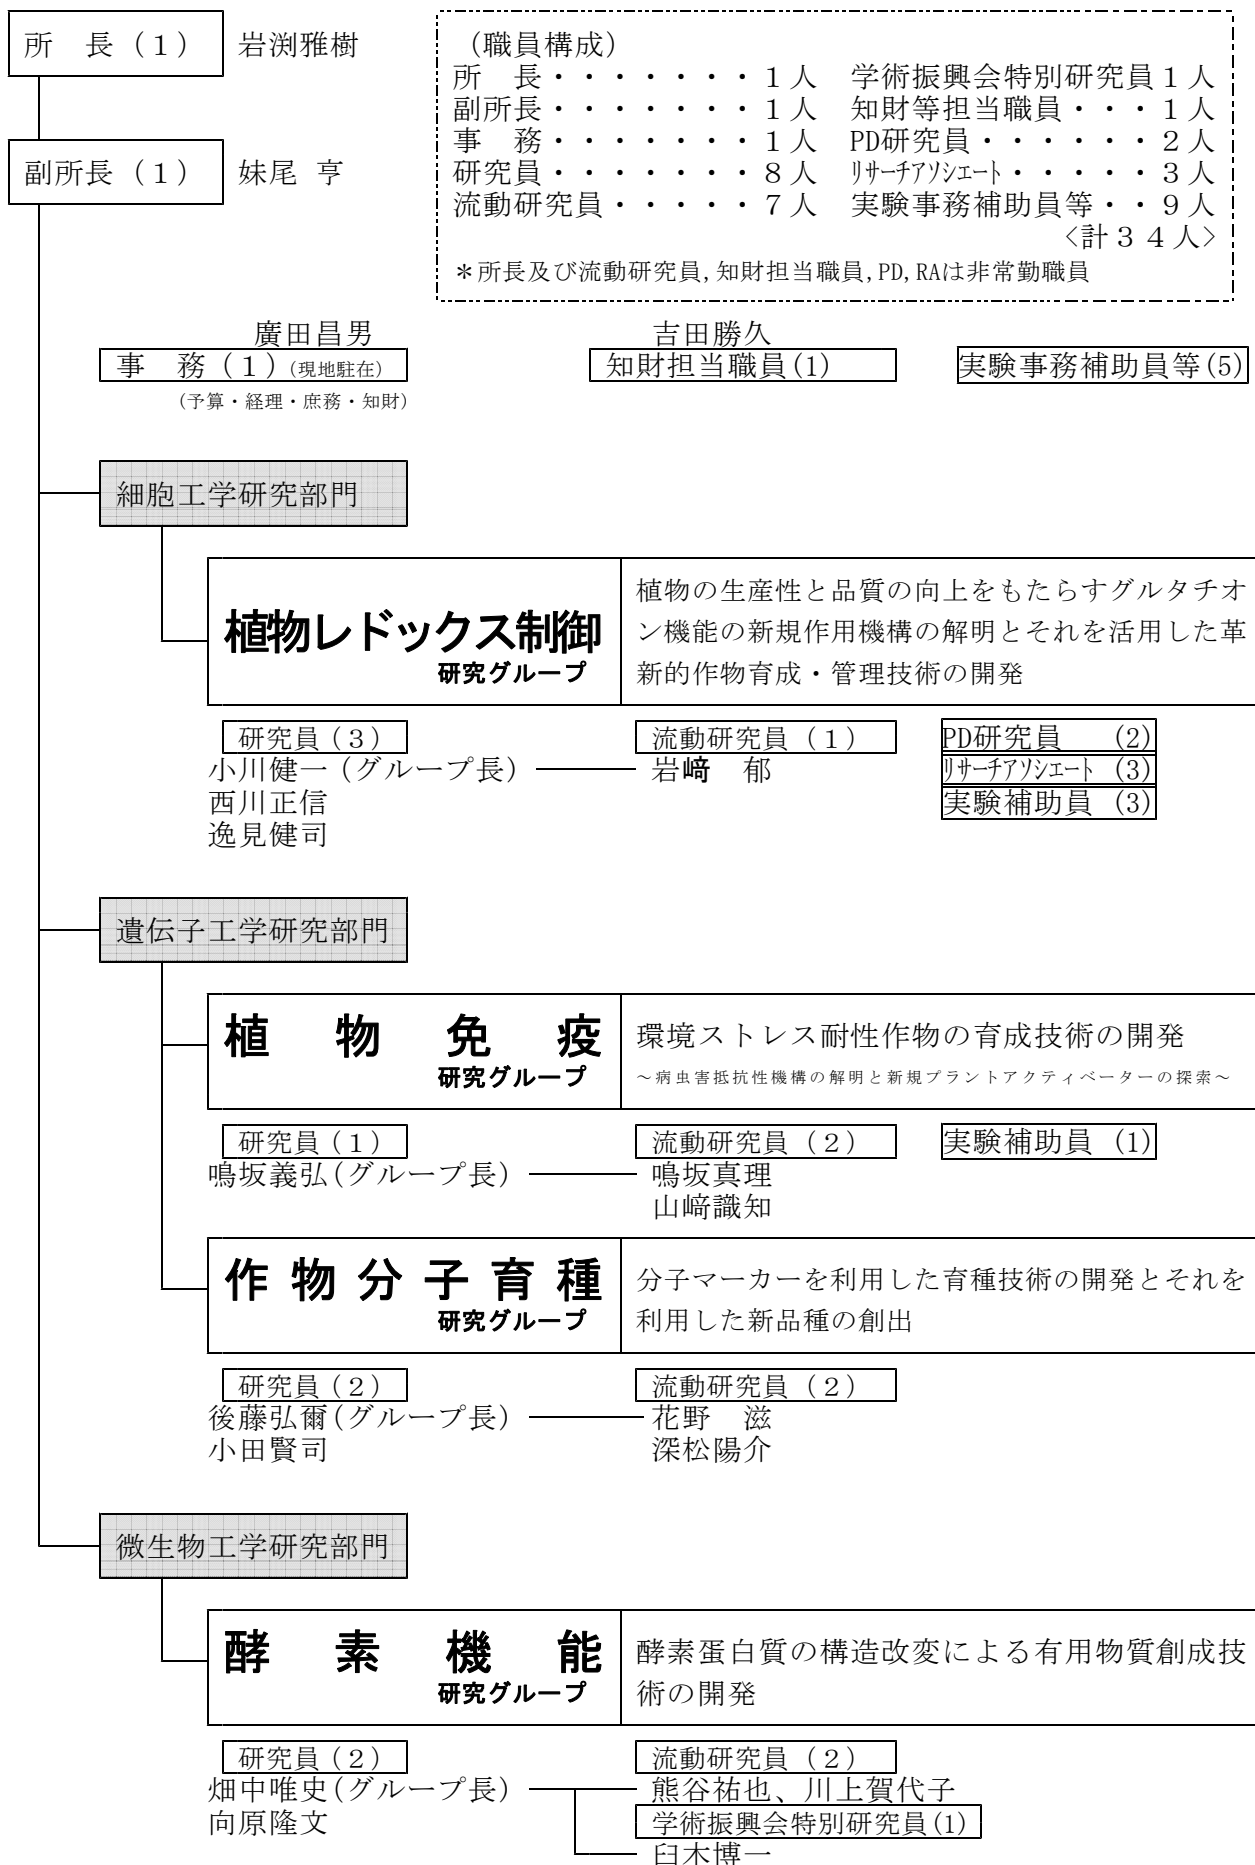 所　長（１）　岩渕雅樹
副所長（１）　妹尾 亨
（職員構成）
所　長・・・・・・・１人　学術振興会特別研究員１人
副所長・・・・・・・１人　知財等担当職員・・・１人
事　務・・・・・・・１人　PD研究員・・・・・・２人
研究員・・・・・・・８人　ﾘｻｰﾁｱｿｼｴｰﾄ・・・・・３人
流動研究員・・・・・７人　実験事務補助員等・・９人
<計３４人>
＊所長及び流動研究員,知財担当職員,PD,RAは非常勤職員
廣田昌男
事　務（１）(現地駐在)
(予算・経理・庶務・知財)
吉田勝久
知財担当職員(1)
実験事務補助員等(5)
細胞工学研究部門
植物レドックス制御
研究グループ
植物の生産性と品質の向上をもたらすグルタチオ
ン機能の新規作用機構の解明とそれを活用した革
新的作物育成・管理技術の開発
研究員（３）　流動研究員（１）　PD研究員　(2)
小川健一（グループ長）　岩﨑　郁　ﾘｻｰﾁｱｿｼｴｰﾄ (3)
西川正信　実験補助員 (3)
逸見健司
遺伝子工学研究部門
植物免疫
研究グループ
環境ストレス耐性作物の育成技術の開発
～病虫害抵抗性機構の解明と新規プラントアクティベーターの探索～
研究員（１）　流動研究員（２）　実験補助員 (1)
鳴坂義弘(グループ長）　鳴坂真理
山﨑識知
作物分子育種
研究グループ
分子マーカーを利用した育種技術の開発とそれを
利用した新品種の創出
研究員（２）　流動研究員（２）
後藤弘爾(グループ長）　花野　滋
小田賢司　深松陽介
微生物工学研究部門
酵素機能
研究グループ
酵素蛋白質の構造改変による有用物質創成技
術の開発
研究員（２）　流動研究員（２）
畑中唯史(グループ長）　熊谷祐也、川上賀代子
向原隆文　学術振興会特別研究員(1)
臼木博一